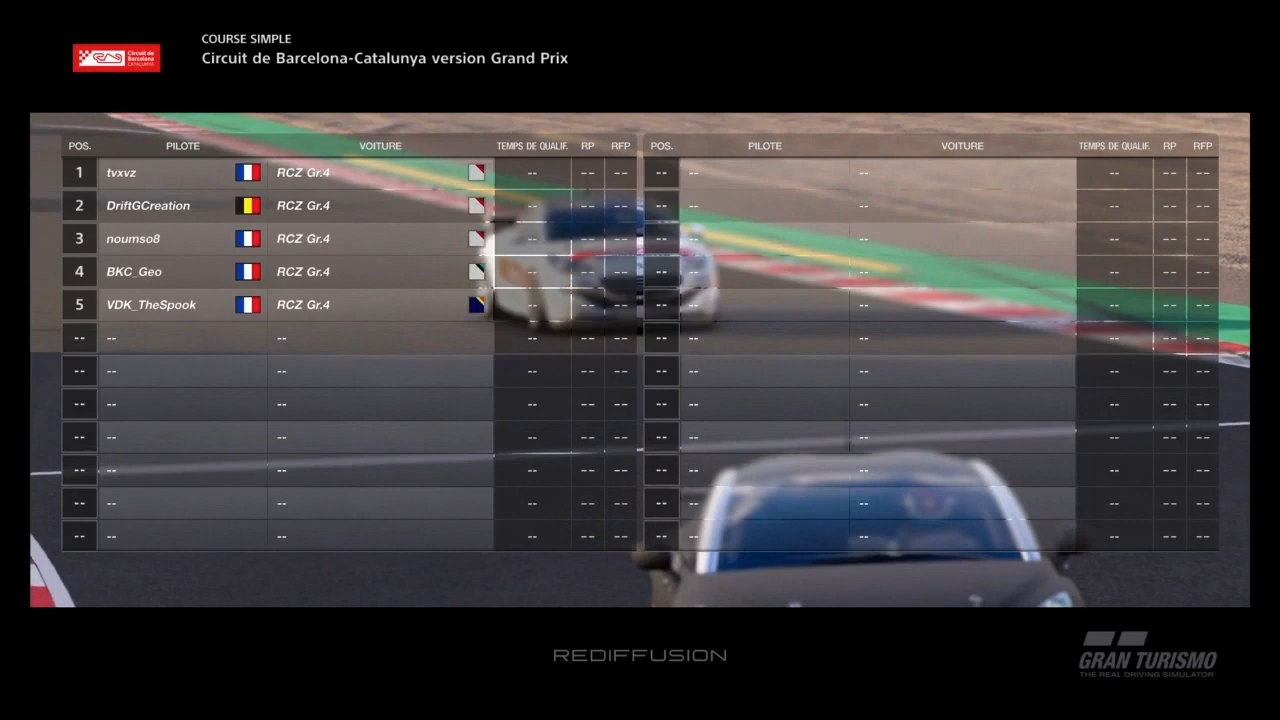 COURSE SIMPLE
Circuit de Barcelona-Catalunya version Grand Prix
Circuit de
Barcelona
CATALUNYA
POS. PILOTE VOITURE TEMPS DE QUALIF. RP RFP POS. PILOTE VOITURE TEMPS DE QUALIF. RP RFP
1 tvxvz RCZ Gr.4 -- -- -- -- -- -- -- -- --
2 DriftGCreation RCZ Gr.4 -- -- -- -- -- -- -- -- --
3 noumso8 RCZ Gr.4 -- -- -- -- -- -- -- -- --
4 BKC_Geo RCZ Gr.4 -- -- -- -- -- -- -- -- --
5 VDK_TheSpook RCZ Gr.4 -- -- -- -- -- -- -- -- --
-- -- -- -- -- -- -- -- -- -- -- --
-- -- -- -- -- -- -- -- -- -- -- --
-- -- -- -- -- -- -- -- -- -- -- --
-- -- -- -- -- -- -- -- -- -- -- --
-- -- -- -- -- -- -- -- -- -- -- --
-- -- -- -- -- -- -- -- -- -- -- --
-- -- -- -- -- -- -- -- -- -- -- --
REDIFFUSION
GRAN TURISMO
THE REAL DRIVING SIMULATOR